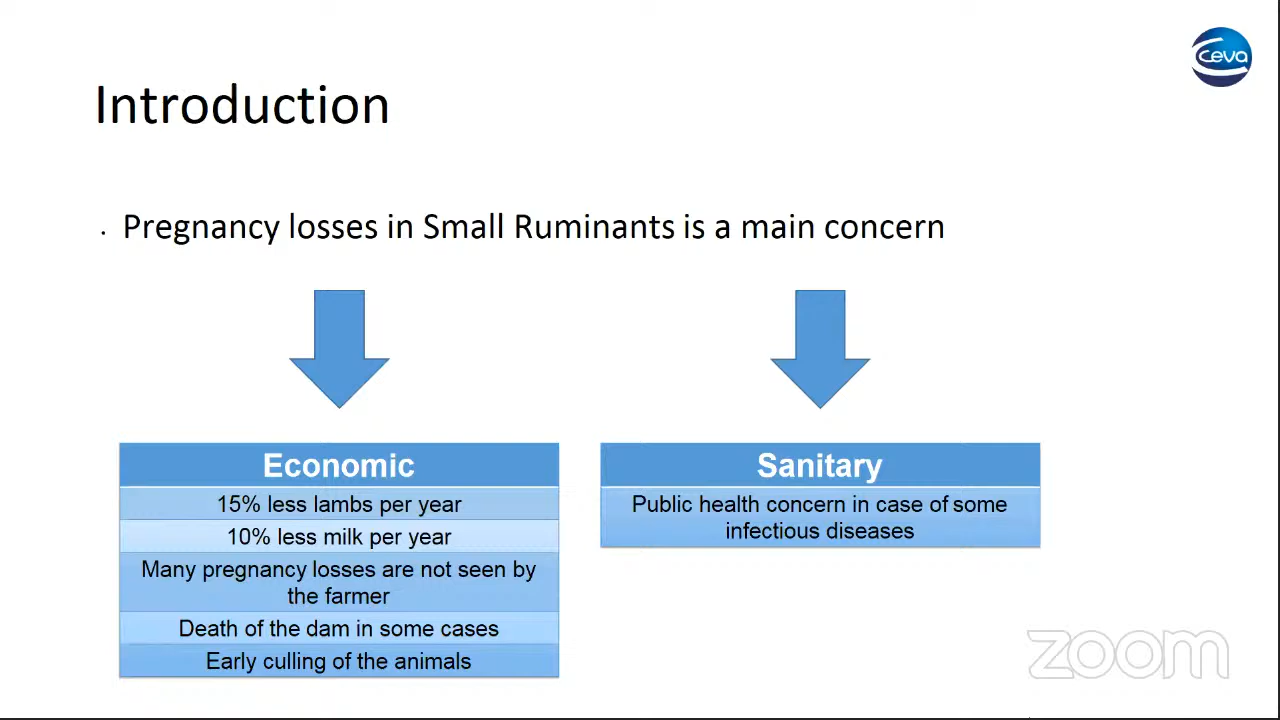 Ceva
Introduction
· Pregnancy losses in Small Ruminants is a main concern
Economic
15% less lambs per year
10% less milk per year
Many pregnancy losses are not seen by
the farmer
Death of the dam in some cases
Early culling of the animals
Sanitary
Public health concern in case of some
infectious diseases
zoom